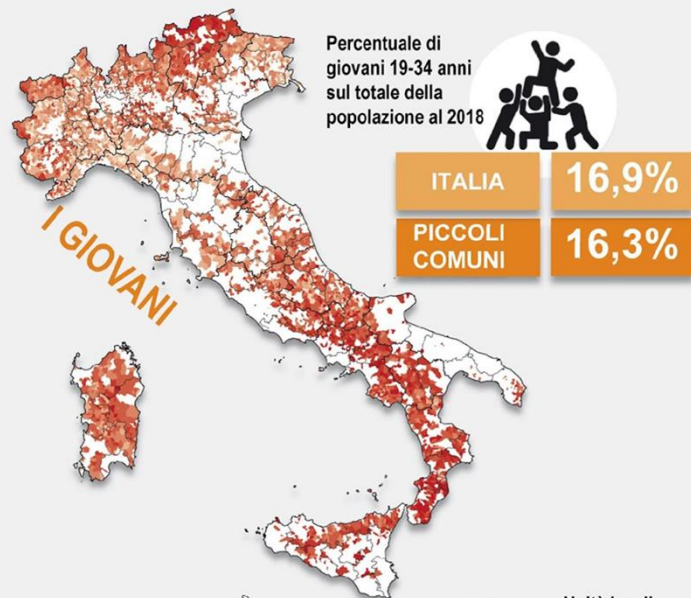 Percentuale di
giovani 19-34 anni
sul totale della
popolazione al 2018
ITALIA 16,9%
PICCOLI
COMUNI 16,3%
I GIOVANI